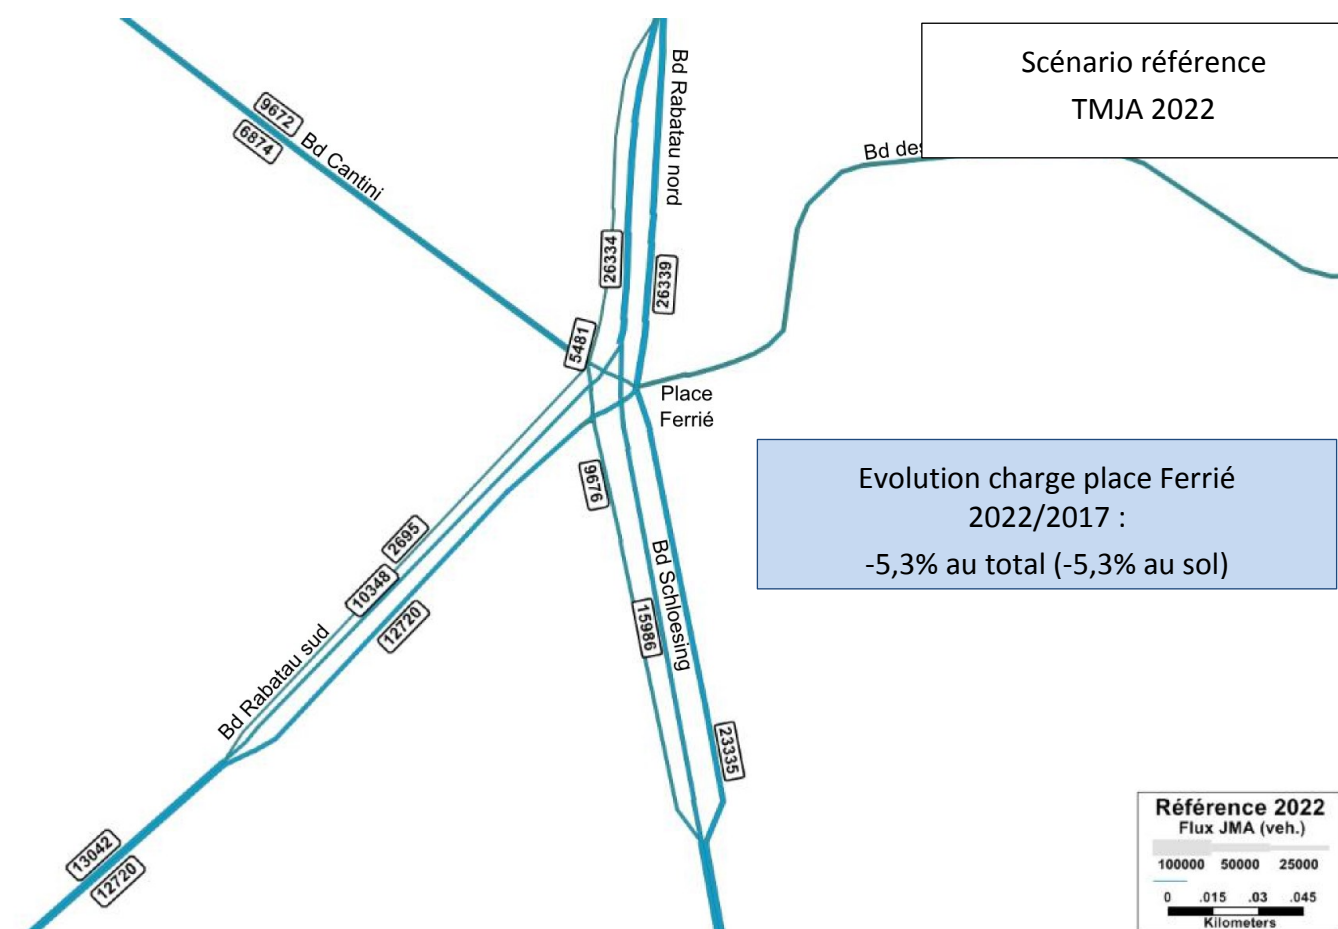 Scénario référence
TMJA 2022
Bd Rabatau nord
9672
6874
Bd Cantini
Bd des
26334
26339
5481
Place
Ferrié
9676
Evolution charge place Ferrié
2022/2017 :
-5,3% au total (-5,3% au sol)
2695
10348
12720
Bd Schloesing
15986
Bd Rabatau sud
23335
13042
12720
Référence 2022
Flux JMA (veh.)
100000 50000 25000
0 .015 .03 .045
Kilometers